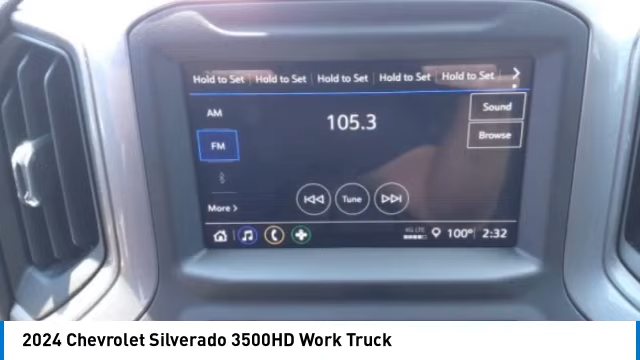 Hold to Set Hold to Set Hold to Set Hold to Set Hold to Set
AM
105.3
Sound
FM
Browse
Tune
More
4G LTE 100° 2:32
2024 Chevrolet Silverado 3500HD Work Truck